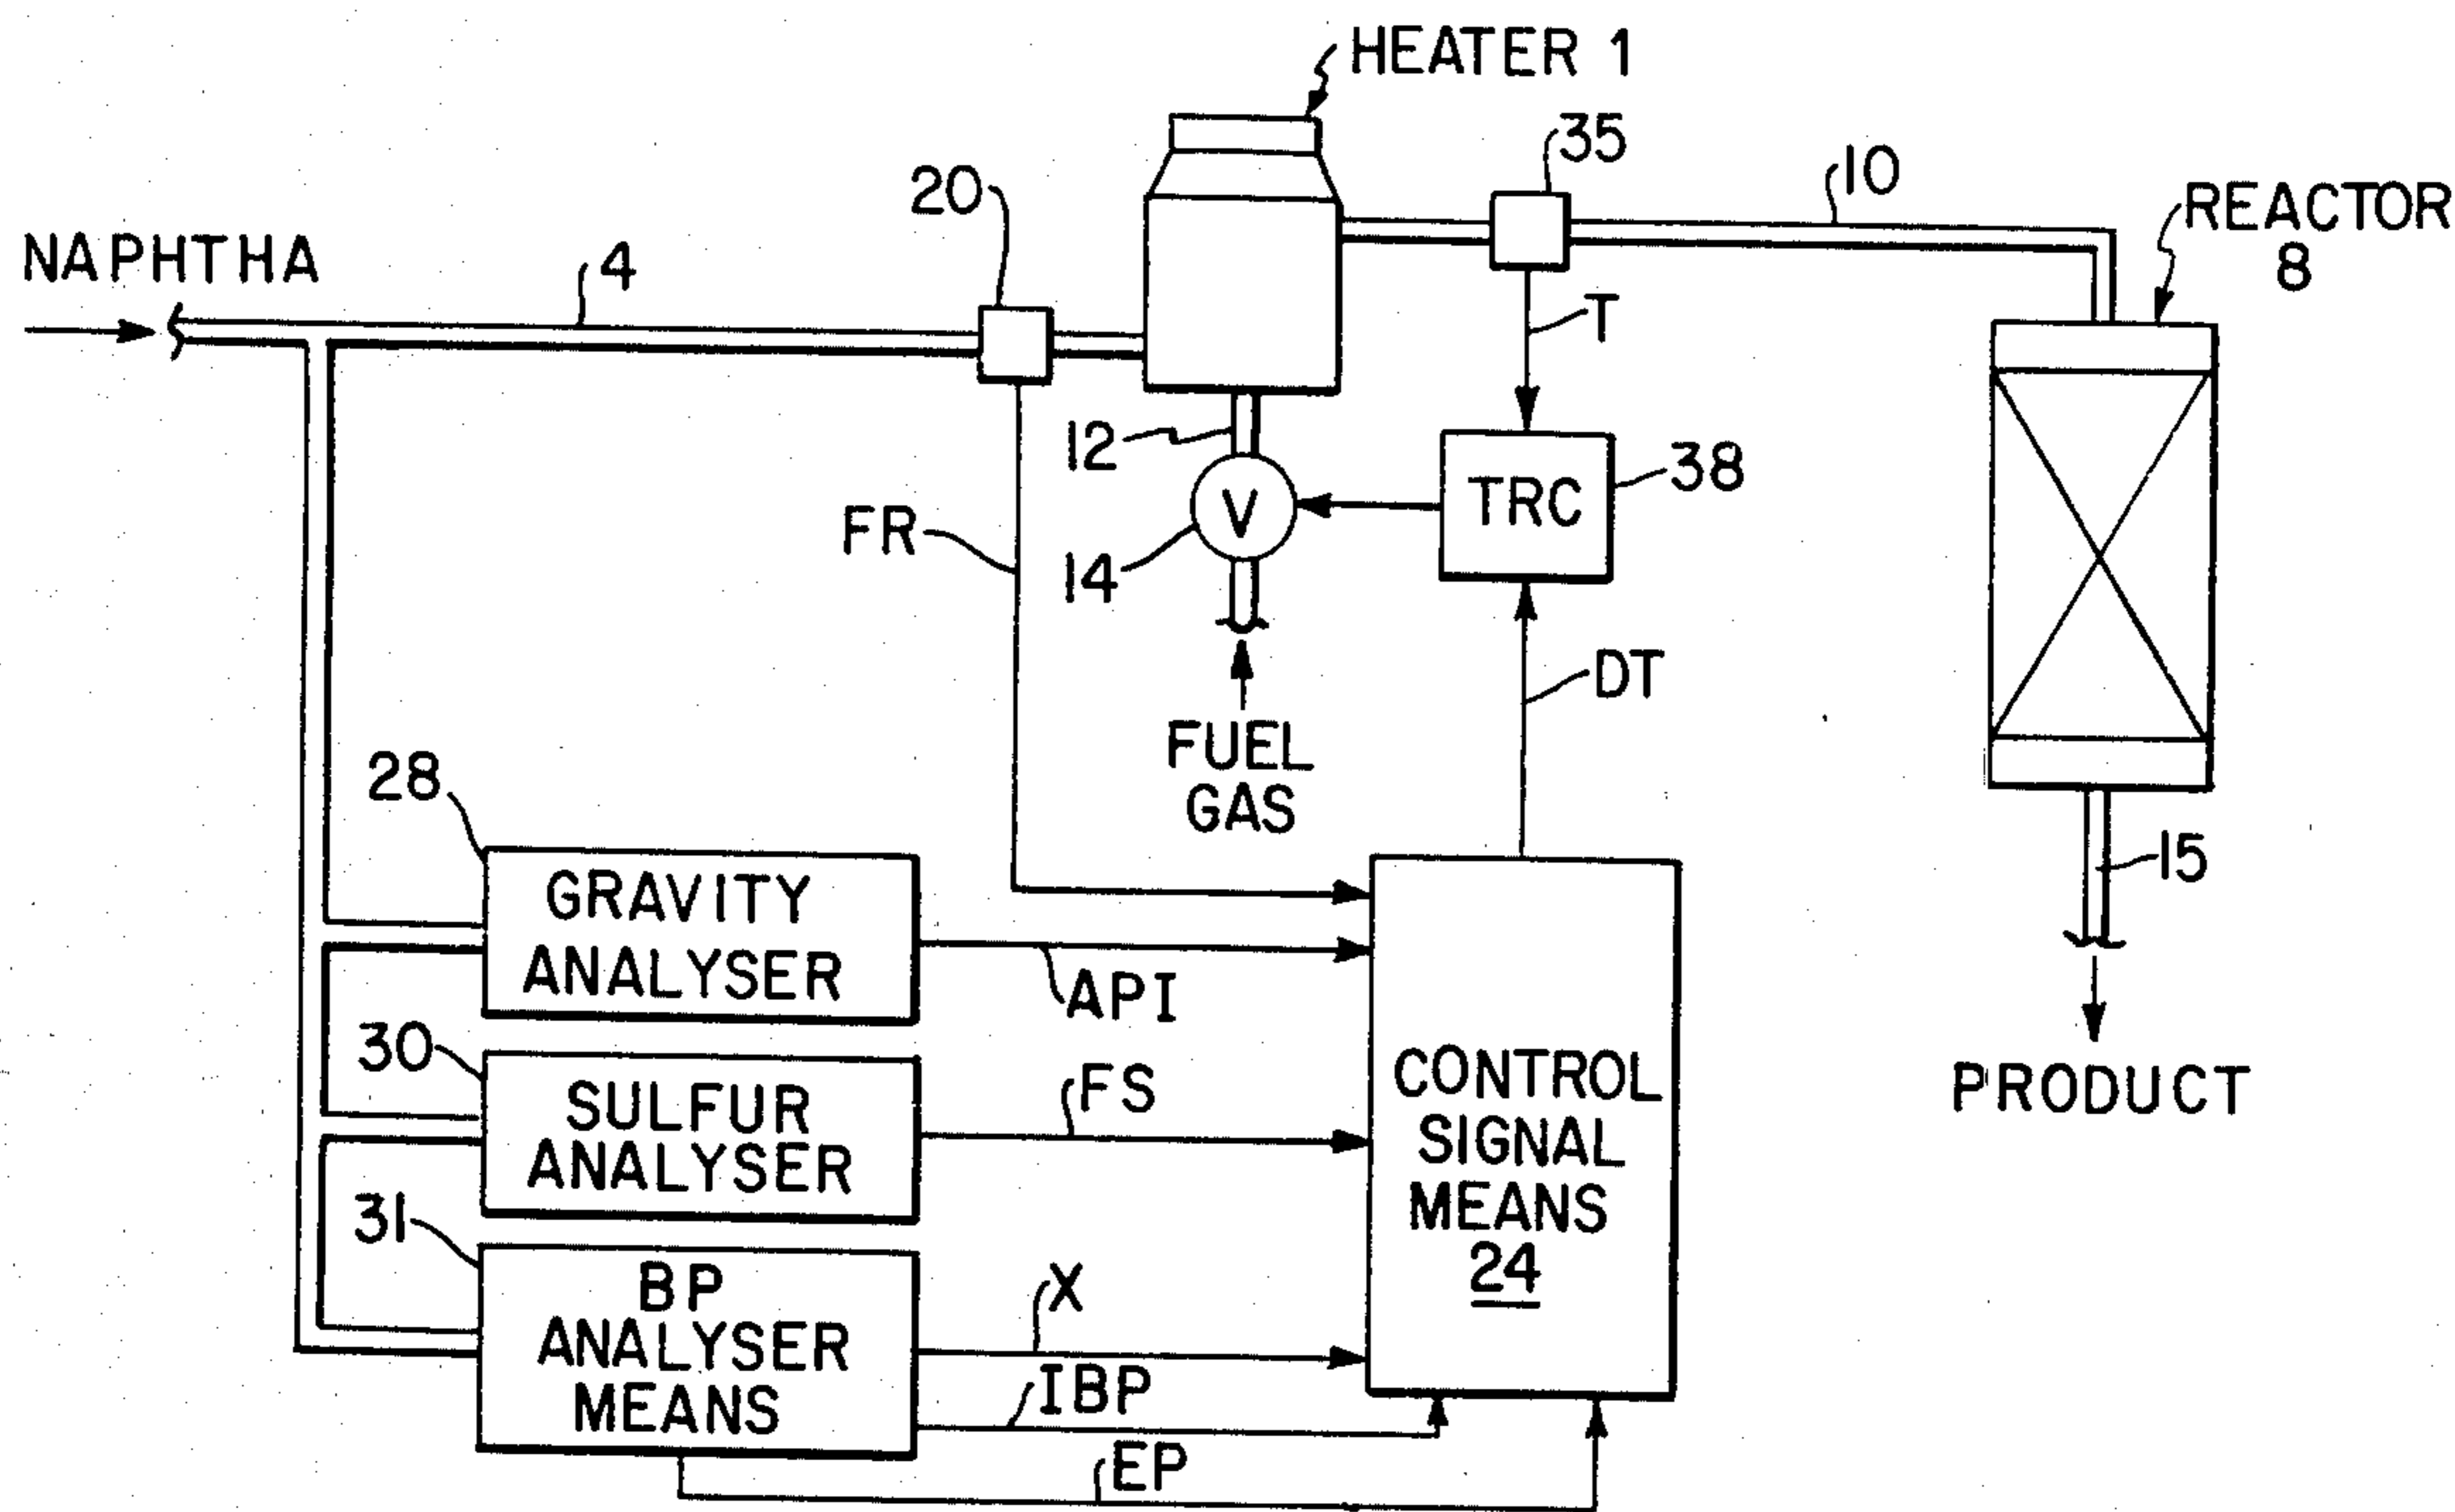 HEATER 1
35
10
20
REACTOR
8
NAPHTHA
4
T
12
TRC
38
V
FR
14
DT
FUEL
GAS
28
GRAVITY
ANALYSER
API
15
30
SULFUR
ANALYSER
FS
CONTROL
SIGNAL
MEANS
24
PRODUCT
31
BP
ANALYSER
MEANS
X
IBP
EP